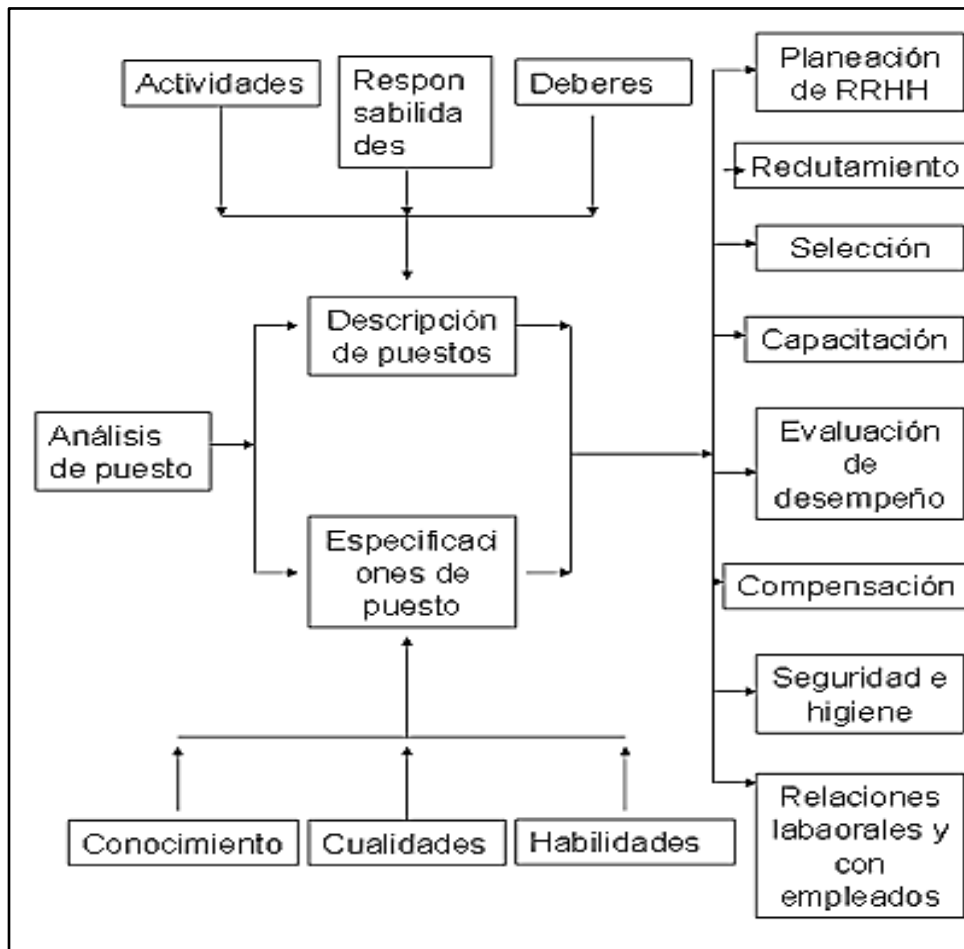 Actividades
Respon
sabilida
des
Deberes
Planeación
de RRHH
Reclutamiento
Selección
Descripción
de puestos
Capacitación
Análisis
de puesto
Evaluación
de
desempeño
Especificaci
ones de
puesto
Compensación
Seguridad e
higiene
Conocimiento
Cualidades
Habilidades
Relaciones
labaorales y
con
empleados